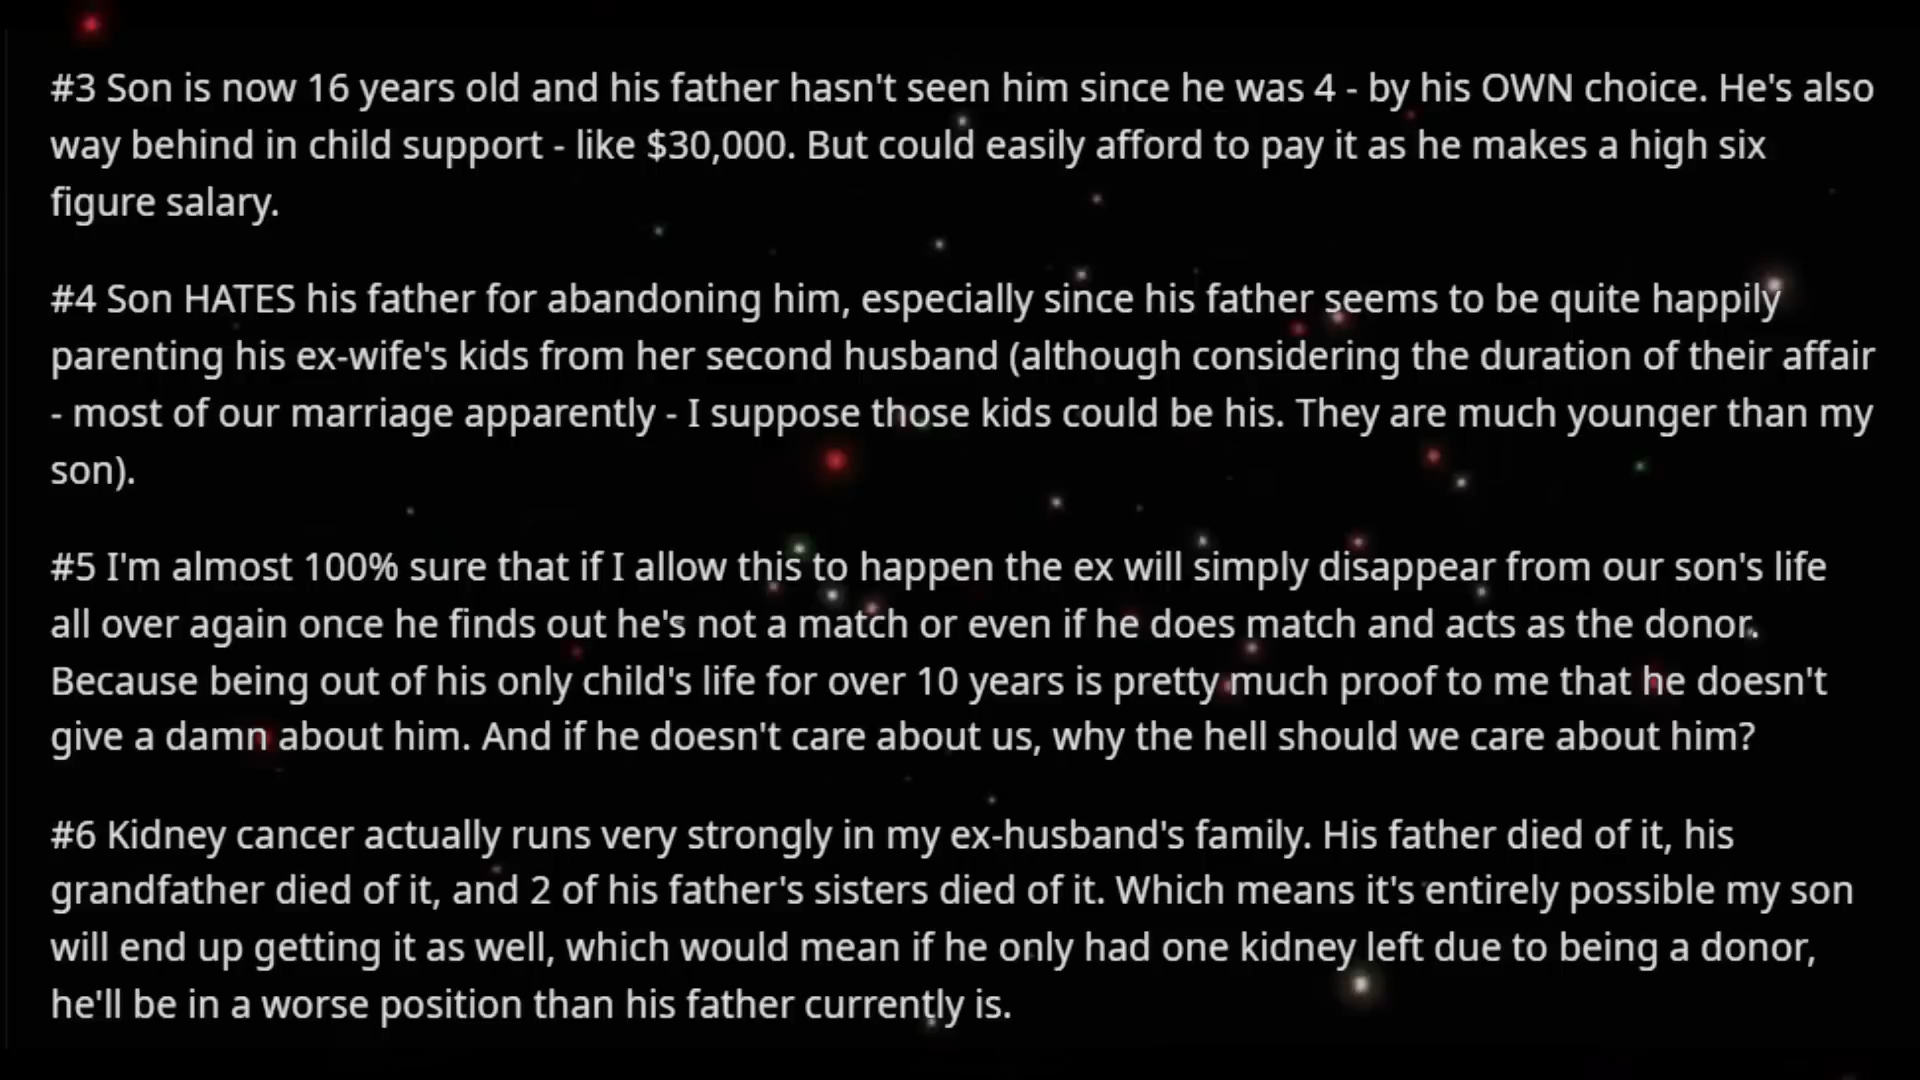 #3 Son is now 16 years old and his father hasn't seen him since he was 4 - by his OWN choice. He's also
way behind in child support - like $30,000. But could easily afford to pay it as he makes a high six
figure salary.
#4 Son HATES his father for abandoning him, especially since his father seems to be quite happily
parenting his ex-wife's kids from her second husband (although considering the duration of their affair
- most of our marriage apparently - I suppose those kids could be his. They are much younger than my
son).
#5 I'm almost 100% sure that if I allow this to happen the ex will simply disappear from our son's life
all over again once he finds out he's not a match or even if he does match and acts as the donor.
Because being out of his only child's life for over 10 years is pretty much proof to me that he doesn't
give a damn about him. And if he doesn't care about us, why the hell should we care about him?
#6 Kidney cancer actually runs very strongly in my ex-husband's family. His father died of it, his
grandfather died of it, and 2 of his father's sisters died of it. Which means it's entirely possible my son
will end up getting it as well, which would mean if he only had one kidney left due to being a donor,
he'll be in a worse position than his father currently is.